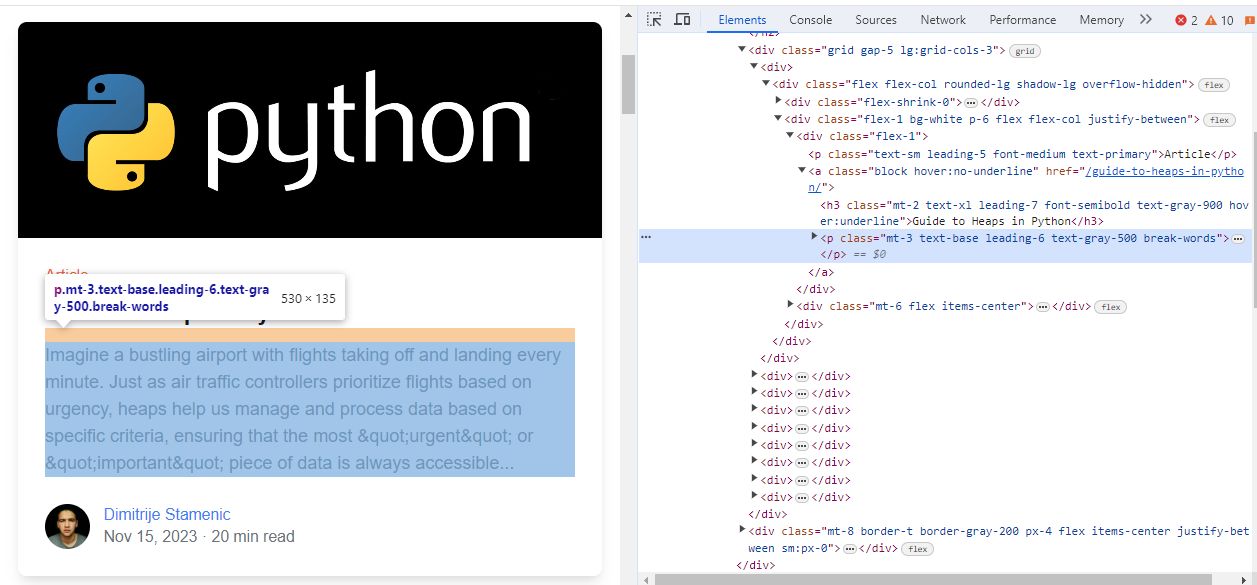 python
Article
p.mt-3.text-base.leading-6.text-gra
y-500.break-words
530 × 135
Imagine a bustling airport with flights taking off and landing every
minute. Just as air traffic controllers prioritize flights based on
urgency, heaps help us manage and process data based on
specific criteria, ensuring that the most &quot;urgent&quot; or
&quot;important&quot; piece of data is always accessible...
Dimitrije Stamenic
Nov 15, 2023 · 20 min read
Elements Console Sources Network Performance Memory 2 10
</h2>
<div class="grid gap-5 lg:grid-cols-3"> grid
<div>
<div class="flex flex-col rounded-lg shadow-lg overflow-hidden"> flex
<div class="flex-shrink-0"> … </div>
<div class="flex-1 bg-white p-6 flex flex-col justify-between"> flex
<div class="flex-1">
<p class="text-sm leading-5 font-medium text-primary">Article</p>
<a class="block hover:no-underline" href="/guide-to-heaps-in-pytho
n/">
<h3 class="mt-2 text-xl leading-7 font-semibold text-gray-900 hov
er:underline">Guide to Heaps in Python</h3>
… <p class="mt-3 text-base leading-6 text-gray-500 break-words"> …
</p> == $0
</a>
</div>
<div class="mt-6 flex items-center"> … </div> flex
</div>
</div>
</div>
<div> … </div>
<div> … </div>
<div> … </div>
<div> … </div>
<div> … </div>
<div> … </div>
<div> … </div>
<div> … </div>
</div>
<div class="mt-8 border-t border-gray-200 px-4 flex items-center justify-bet
ween sm:px-0"> … </div> flex
</div>